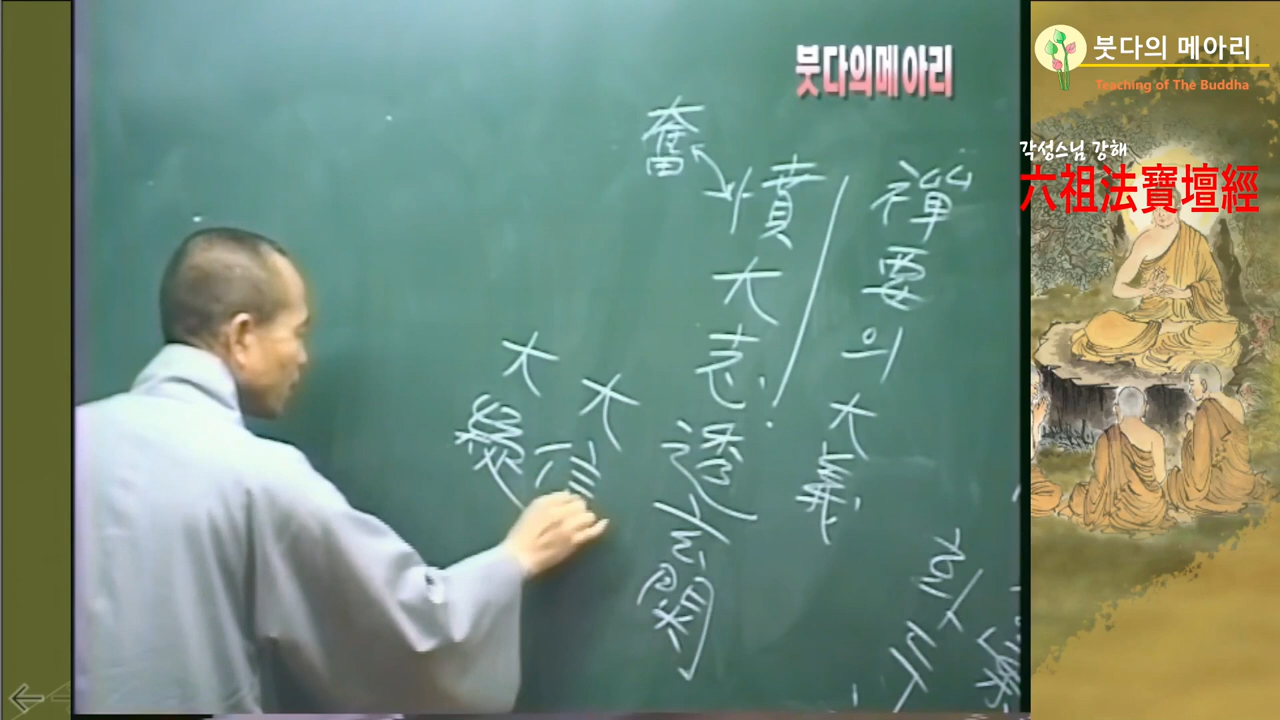 붓다의메아리
禪要의大義
憤大志透玄關
奮
大信
大
붓다의 메아리
Teaching of The Buddha
각성스님 강해
六祖法寶壇經